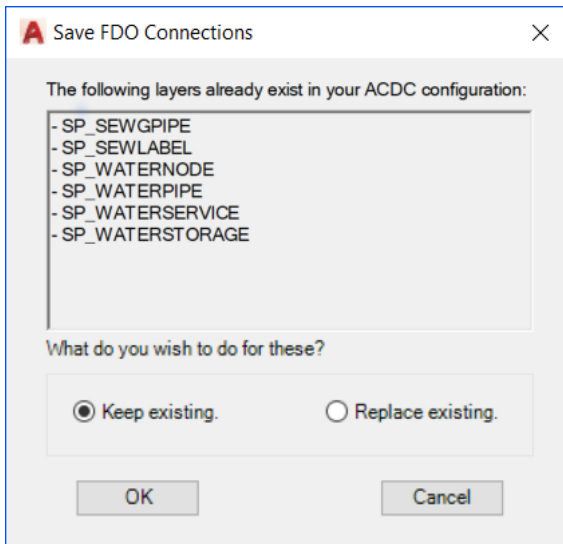 Save FDO Connections
The following layers already exist in your ACDC configuration:
- SP_SEWGPIPE
- SP_SEWLABEL
- SP_WATERNODE
- SP_WATERPIPE
- SP_WATERSERVICE
- SP_WATERSTORAGE
What do you wish to do for these?
Keep existing. Replace existing.
OK Cancel